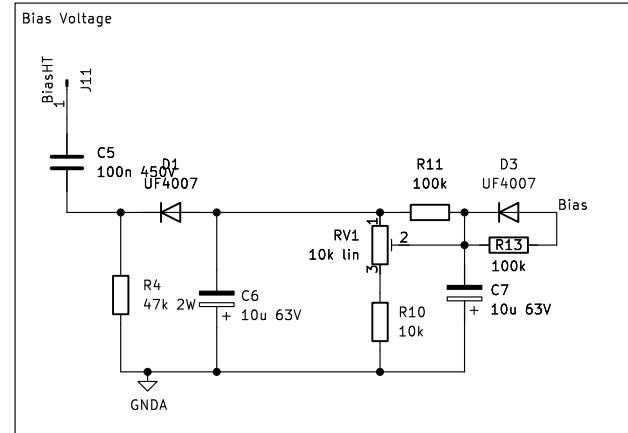 Bias Voltage
BiasHT
1
J11
C5
100n 450V
D1
UF4007
R4
47k 2W
C6
+ 10u 63V
GNDA
RV1
10k lin
1
2
3
R10
10k
R11
100k
D3
UF4007
Bias
R13
100k
C7
+ 10u 63V